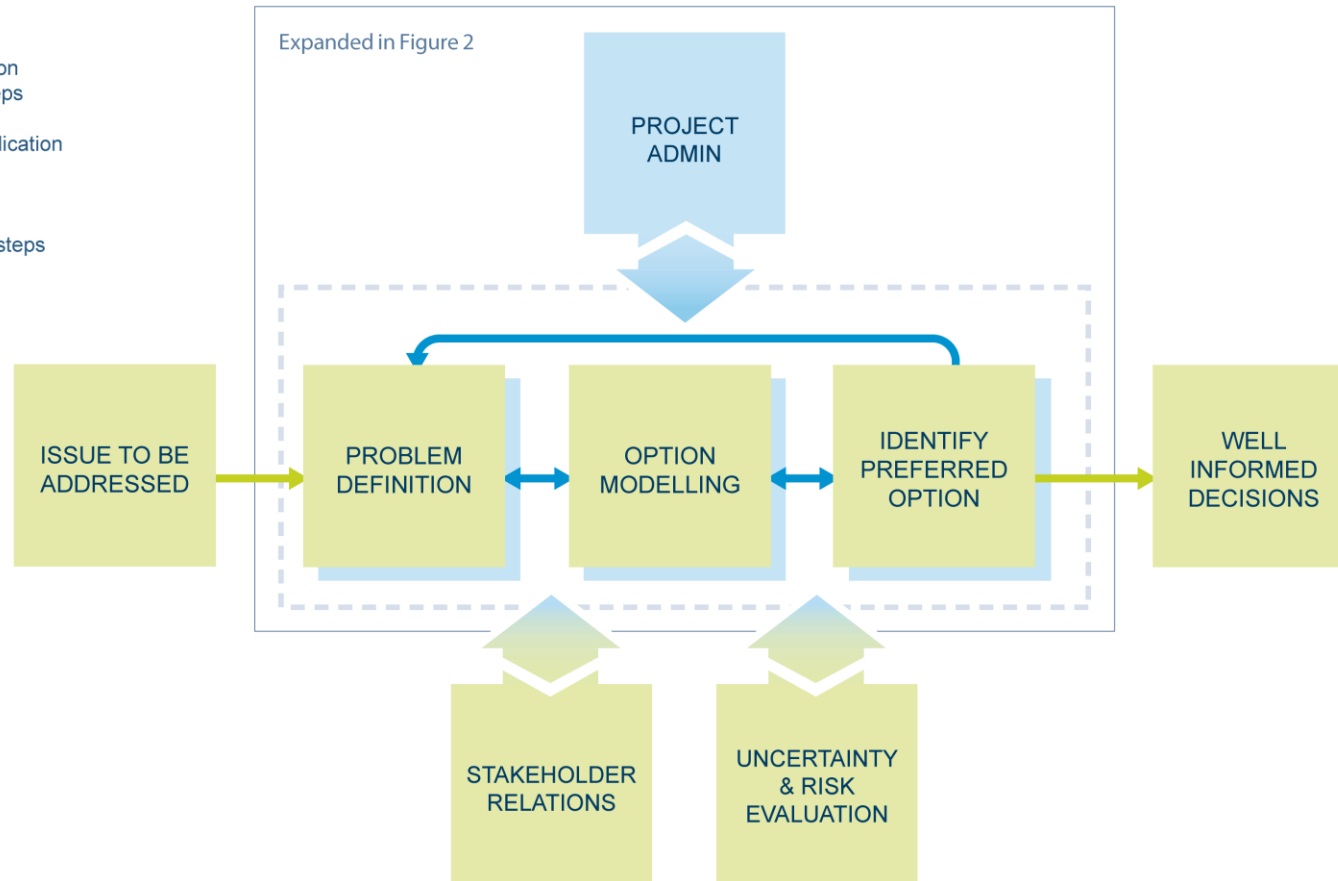 Expanded in Figure 2
steps
PROJECT
ADMIN
ISSUE TO BE
ADDRESSED
PROBLEM
DEFINITION
OPTION
MODELLING
IDENTIFY
PREFERRED
OPTION
WELL
INFORMED
DECISIONS
STAKEHOLDER
RELATIONS
UNCERTAINTY
& RISK
EVALUATION